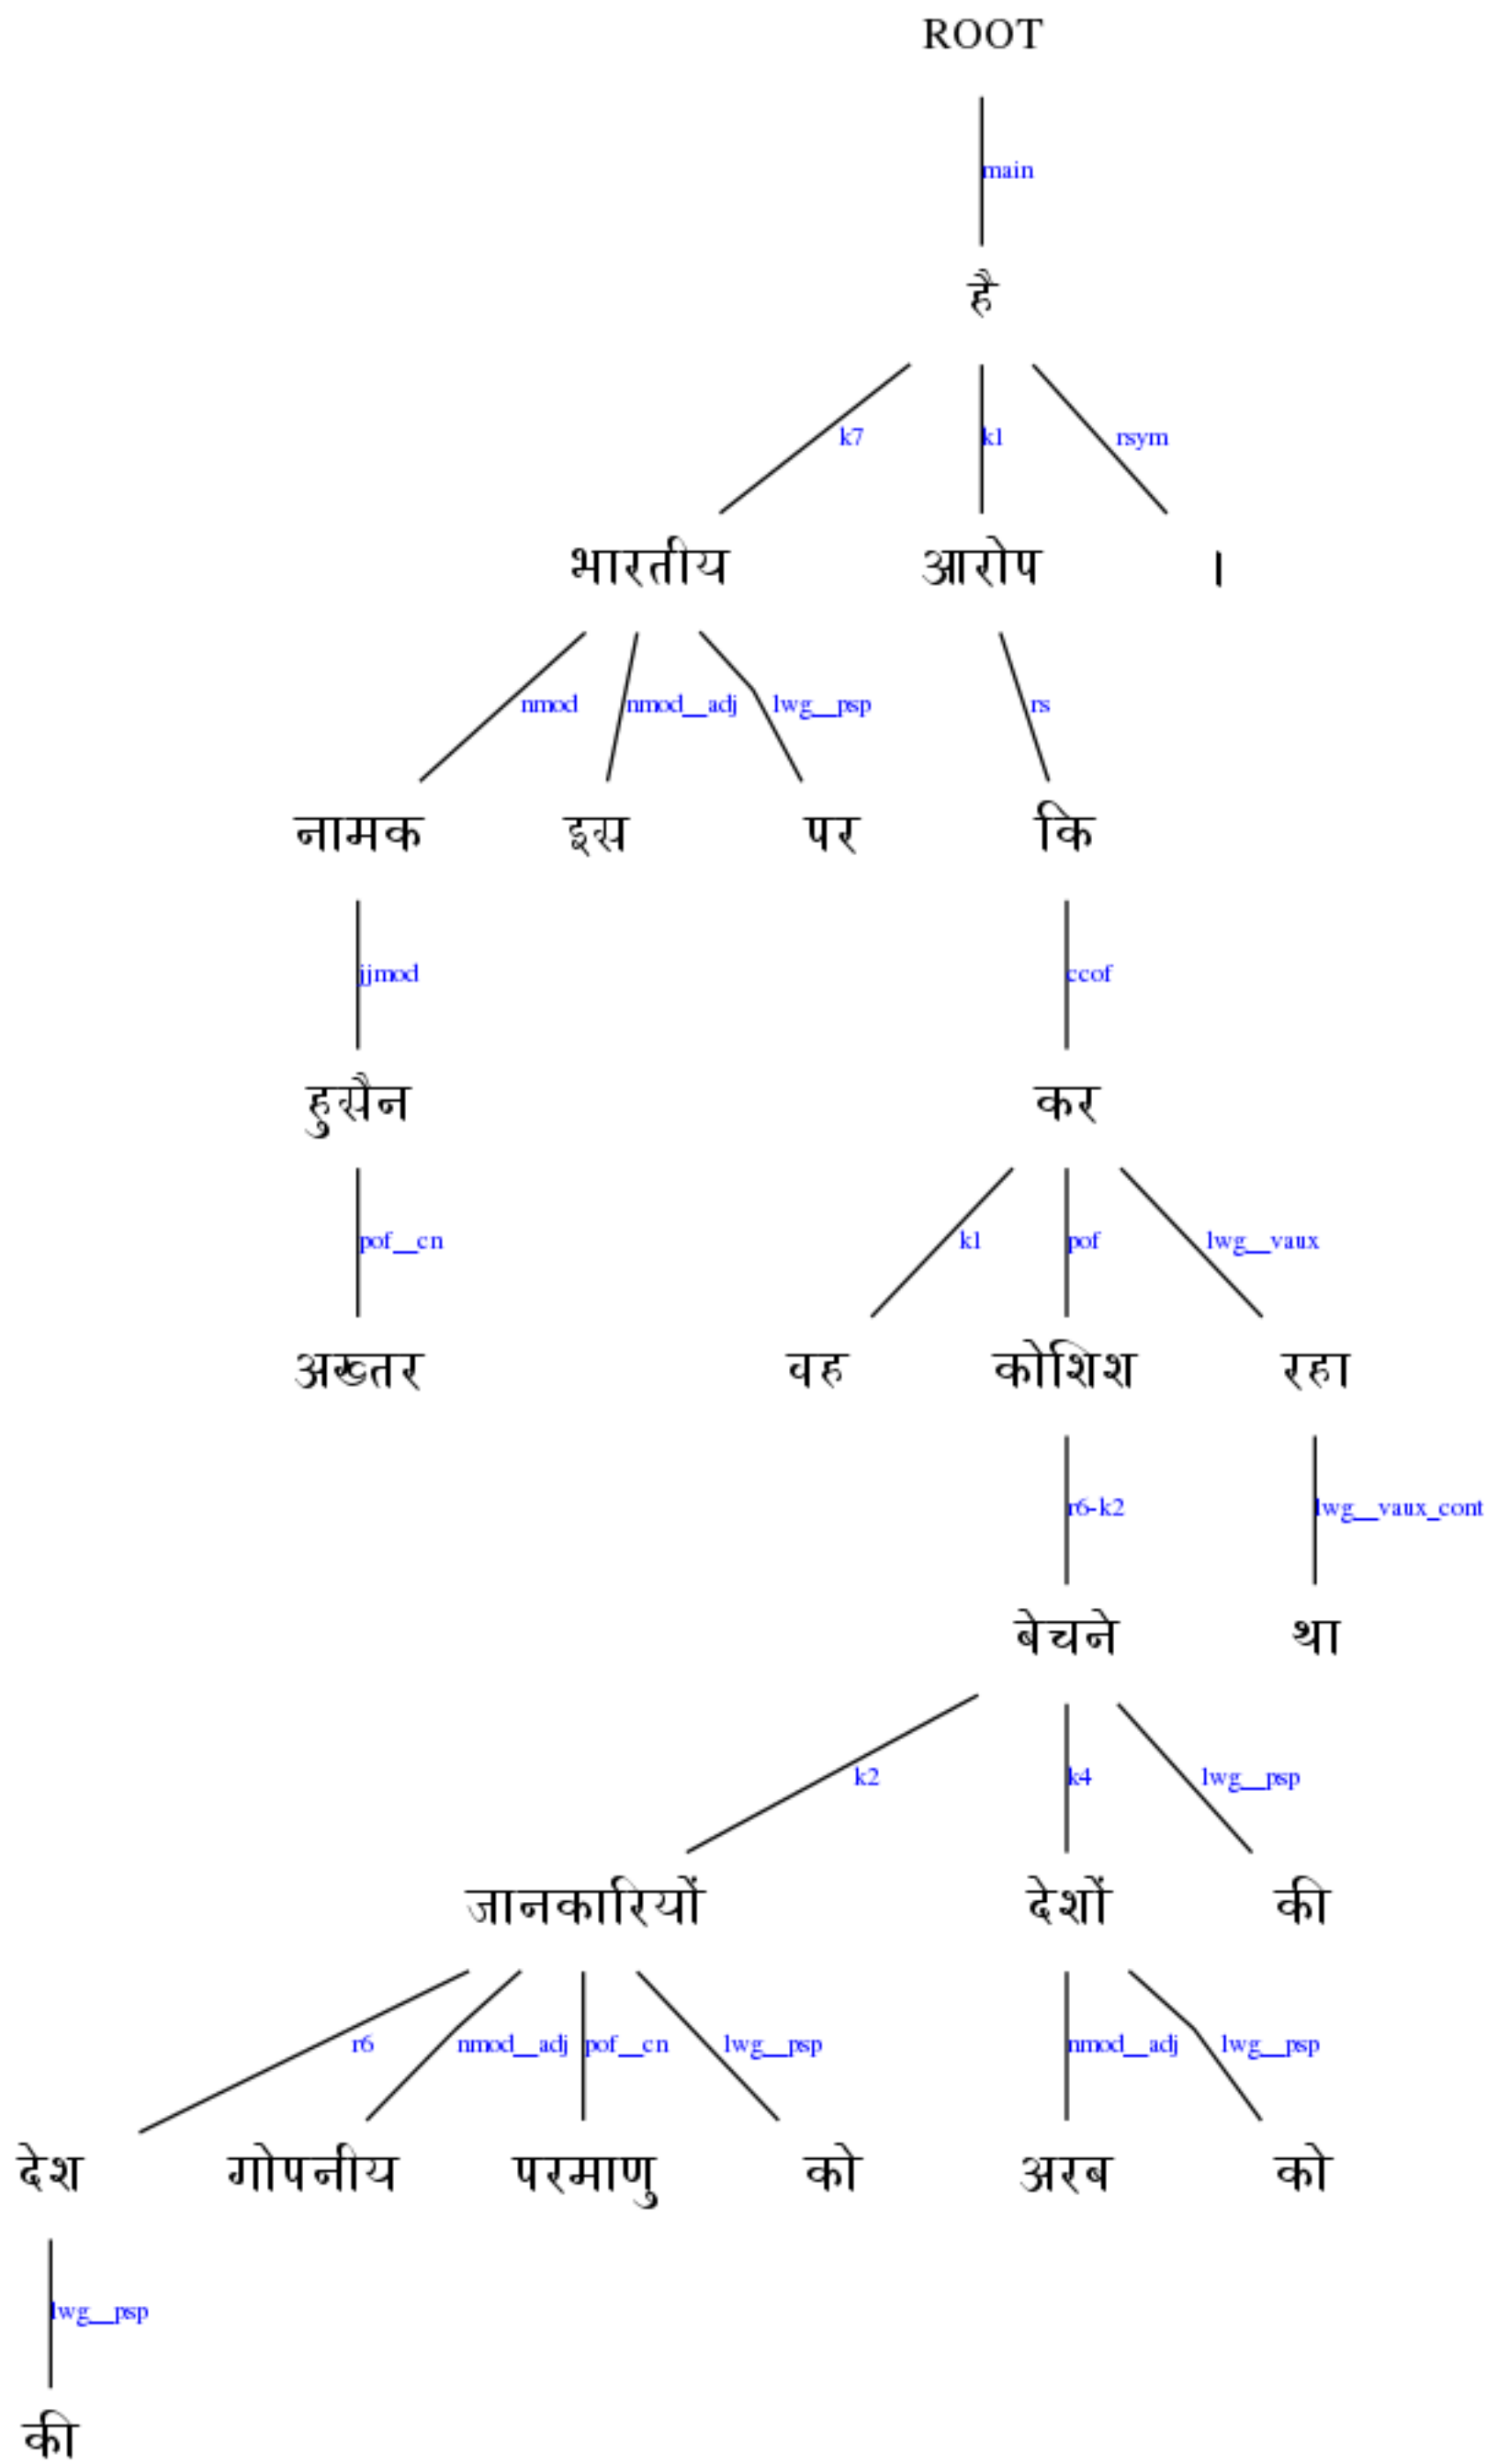 ROOT
main
है
k7 k1 rsym
भारतीय आरोप ।
nmod nmod__adj lwg__psp rs
नामक इस पर कि
jjmod ccof
हुसैन कर
pof__cn k1 pof lwg__vaux
अख्तर वह कोशिश रहा
r6-k2 lwg__vaux_cont
बेचने था
k2 k4 lwg__psp
जानकारियों देशों की
r6 nmod__adj pof__cn lwg__psp nmod__adj lwg__psp
देश गोपनीय परमाणु को अरब को
lwg__psp
की